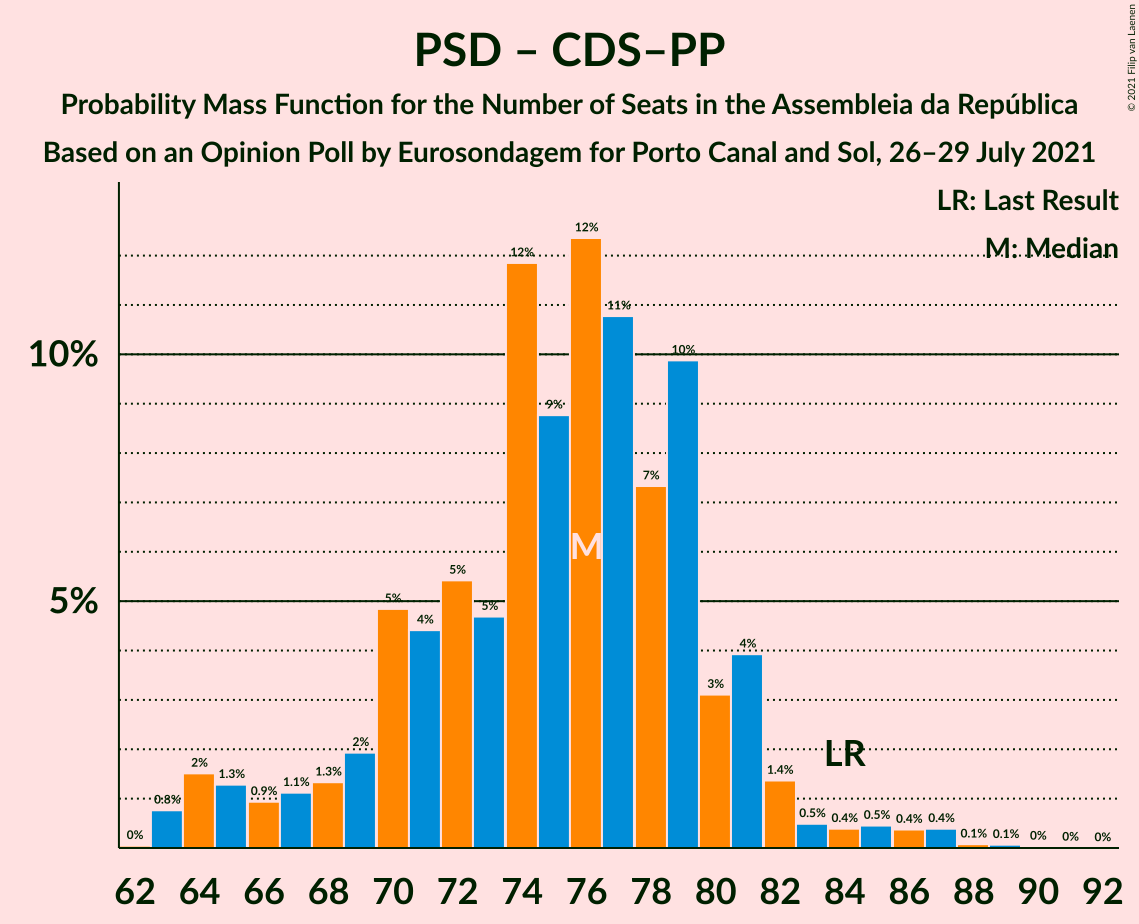 PSD – CDS–PP
Probability Mass Function for the Number of Seats in the Assembleia da República
Based on an Opinion Poll by Eurosondagem for Porto Canal and Sol, 26–29 July 2021
© 2021 Filip van Laenen
LR: Last Result
M: Median
10%
5%
0% 0.8% 2% 1.3% 0.9% 1.1% 1.3% 2% 5% 4% 5% 5% 12% 9% 12% 11% 7% 10% 3% 4% 1.4% 0.5% 0.4% 0.5% 0.4% 0.4% 0.1% 0.1% 0% 0% 0%
M
LR
62 64 66 68 70 72 74 76 78 80 82 84 86 88 90 92